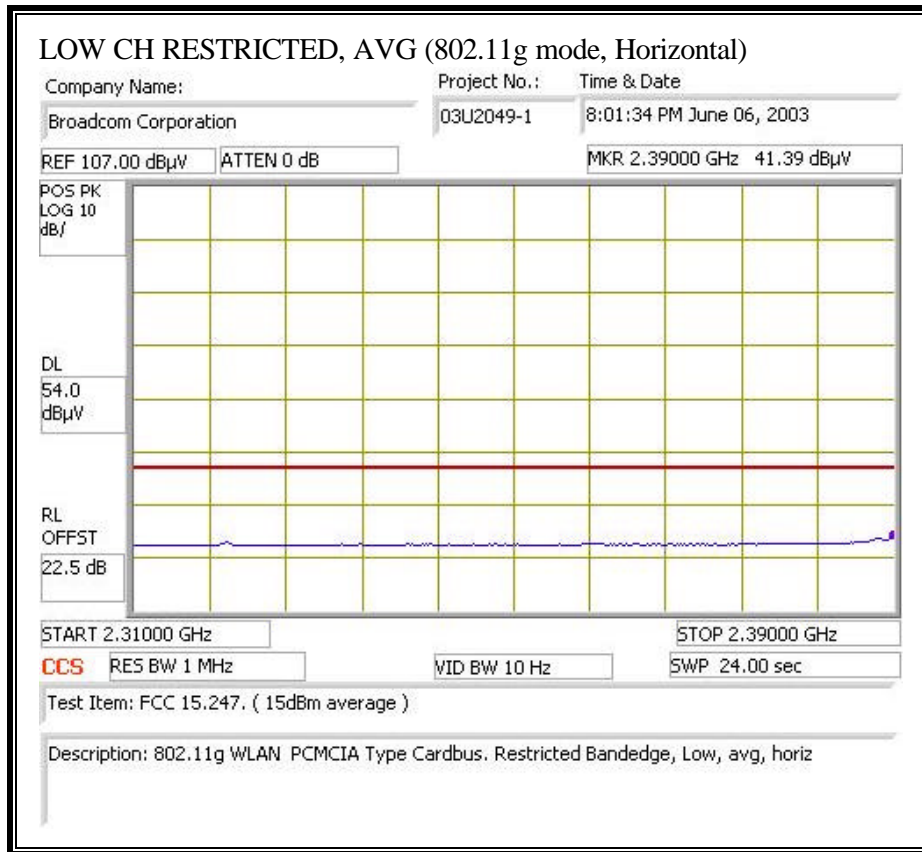 LOW CH RESTRICTED, AVG (802.11g mode, Horizontal)
Company Name:
Project No.:
Time & Date
Broadcom Corporation
03U2049-1
8:01:34 PM June 06, 2003
REF 107.00 dBµV
ATTEN 0 dB
MKR 2.39000 GHz 41.39 dBµV
POS PK
LOG 10
dB/
DL
54.0
dBµV
RL
OFFST
22.5 dB
START 2.31000 GHz
STOP 2.39000 GHz
CCS
RES BW 1 MHz
VID BW 10 Hz
SWP 24.00 sec
Test Item: FCC 15.247. ( 15dBm average )
Description: 802.11g WLAN PCMCIA Type Cardbus. Restricted Bandedge, Low, avg, horiz